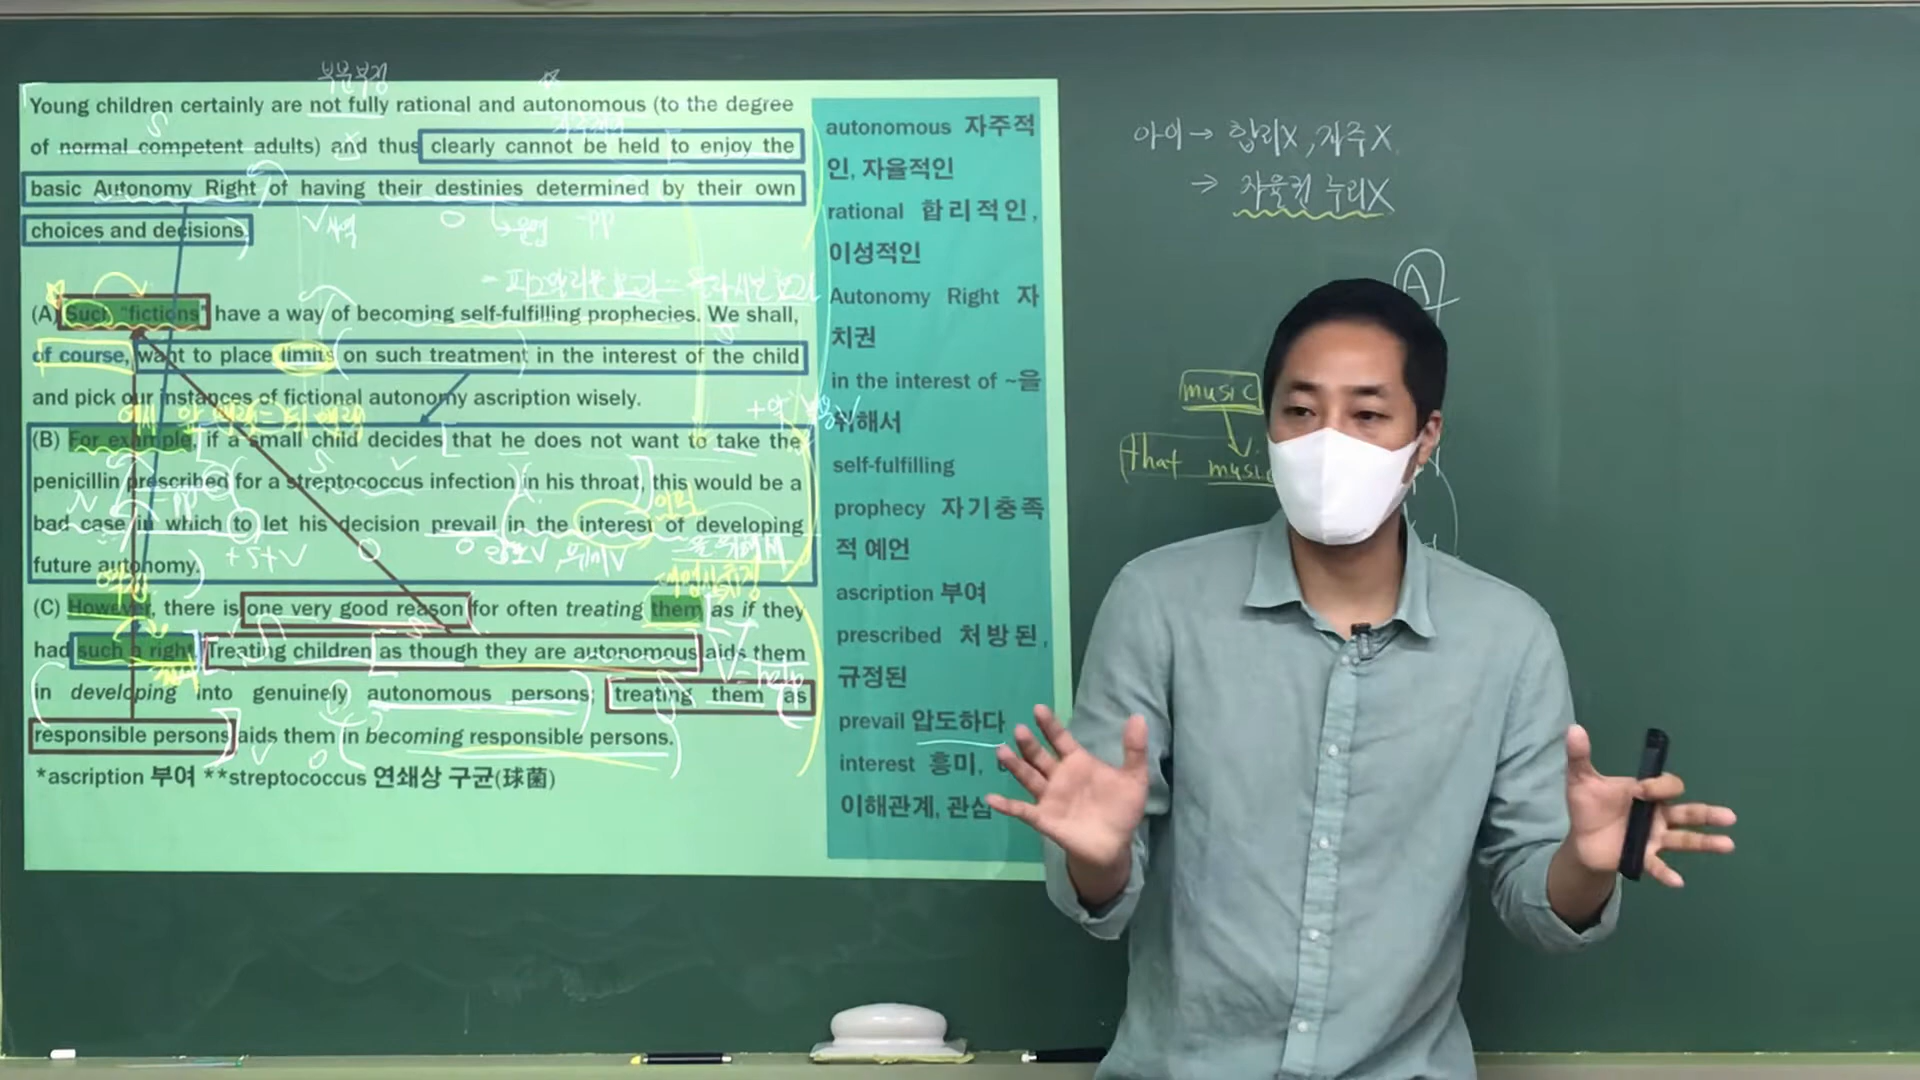 부분부정
Young children certainly are not fully rational and autonomous (to the degree
of normal competent adults) and thus clearly cannot be held to enjoy the
basic Autonomy Right of having their destinies determined by their own
choices and decisions.
(A) Such "fictions" have a way of becoming self-fulfilling prophecies. We shall,
of course, want to place limits on such treatment in the interest of the child
and pick our instances of fictional autonomy ascription wisely.
(B) For example, if a small child decides that he does not want to take the
penicillin prescribed for a streptococcus infection in his throat, this would be a
bad case in which to let his decision prevail in the interest of developing
future autonomy.
(C) However, there is one very good reason for often treating them as if they
had such a right. Treating children as though they are autonomous aids them
in developing into genuinely autonomous persons; treating them as
responsible persons aids them in becoming responsible persons.
*ascription 부여 **streptococcus 연쇄상 구균(球菌)
autonomous 자주적
인, 자율적인
rational 합리적인,
이성적인
Autonomy Right 자
치권
in the interest of ~을
위해서
self-fulfilling
prophecy 자기충족
적 예언
ascription 부여
prescribed 처방된,
규정된
prevail 압도하다
interest 흥미,
이해관계, 관심
아이→ 합리X, 자주X
→ 자율권 누리X
A
music
that music